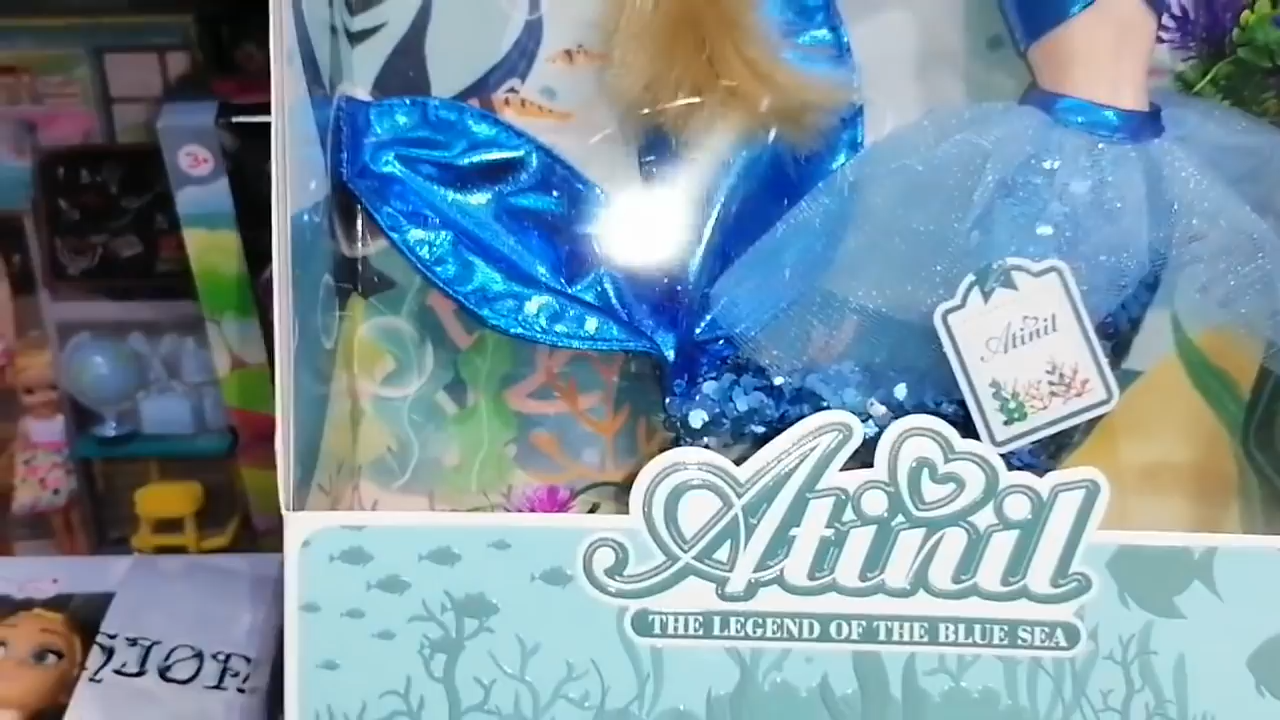 3+
Atinil
Atinil
THE LEGEND OF THE BLUE SEA